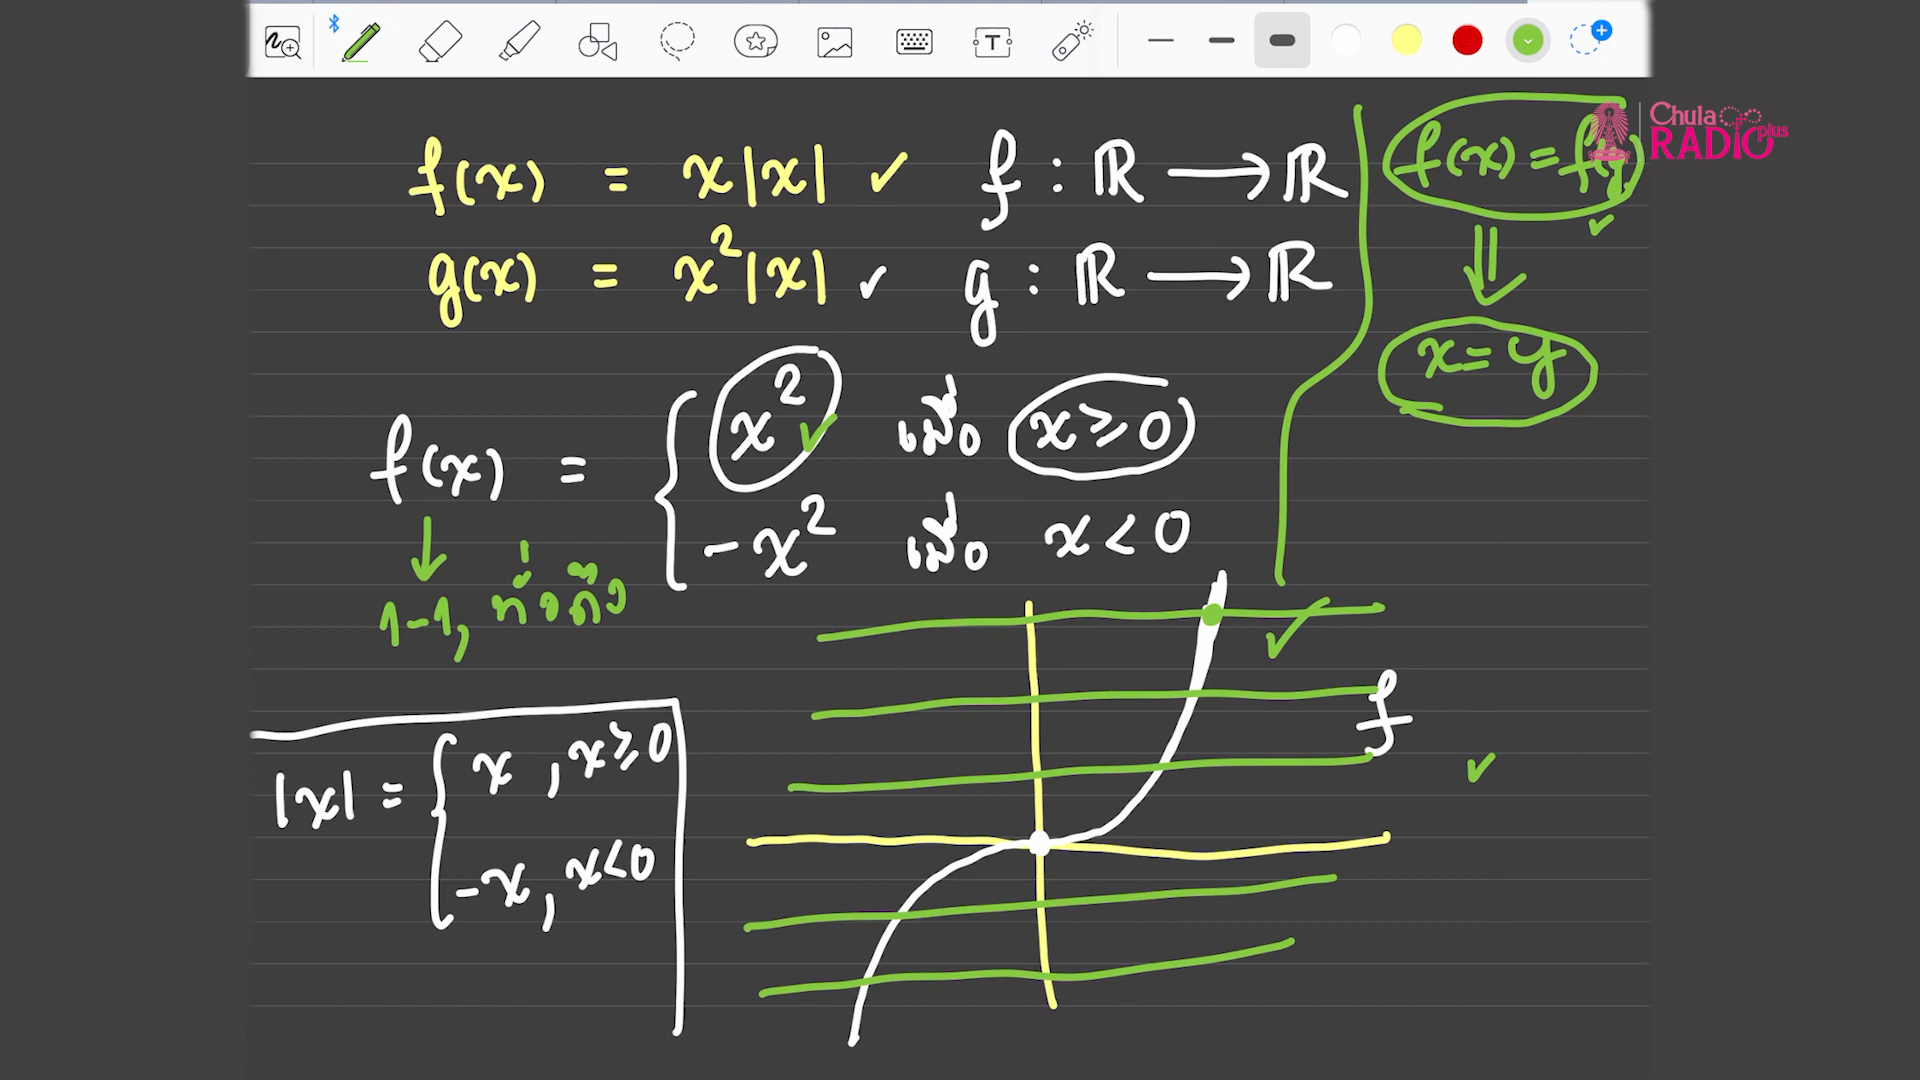 f(x) = x|x| ✓ f : ℝ ⟶ ℝ
g(x) = x²|x| ✓ g : ℝ ⟶ ℝ
f(x) = { x² เมื่อ x ≥ 0
-x² เมื่อ x < 0
1-1, ทั่วถึง
|x| = { x , x ≥ 0
-x , x < 0
f
f(x) = f(y)
⇓
x = y
Chula
RADIO plus
T